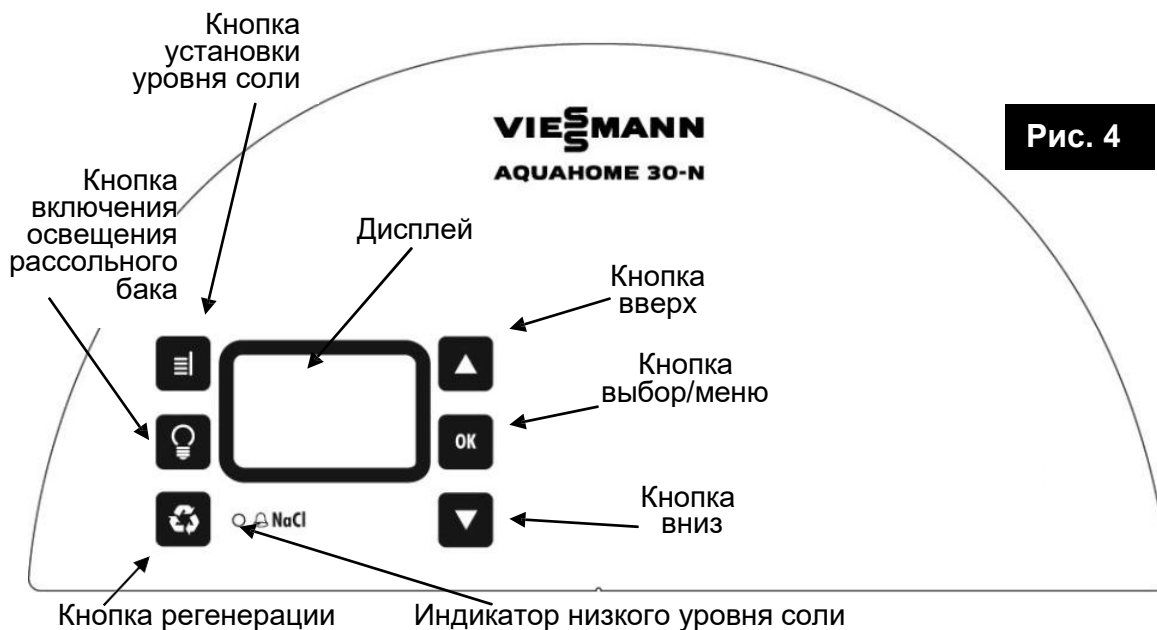 Кнопка
установки
уровня соли
VIESSMANN
AQUAHOME 30-N
Рис. 4
Кнопка
включения
освещения
рассольного
бака
Дисплей
Кнопка
вверх
Кнопка
выбор/меню
OK
Кнопка
вниз
NaCl
Кнопка регенерации
Индикатор низкого уровня соли